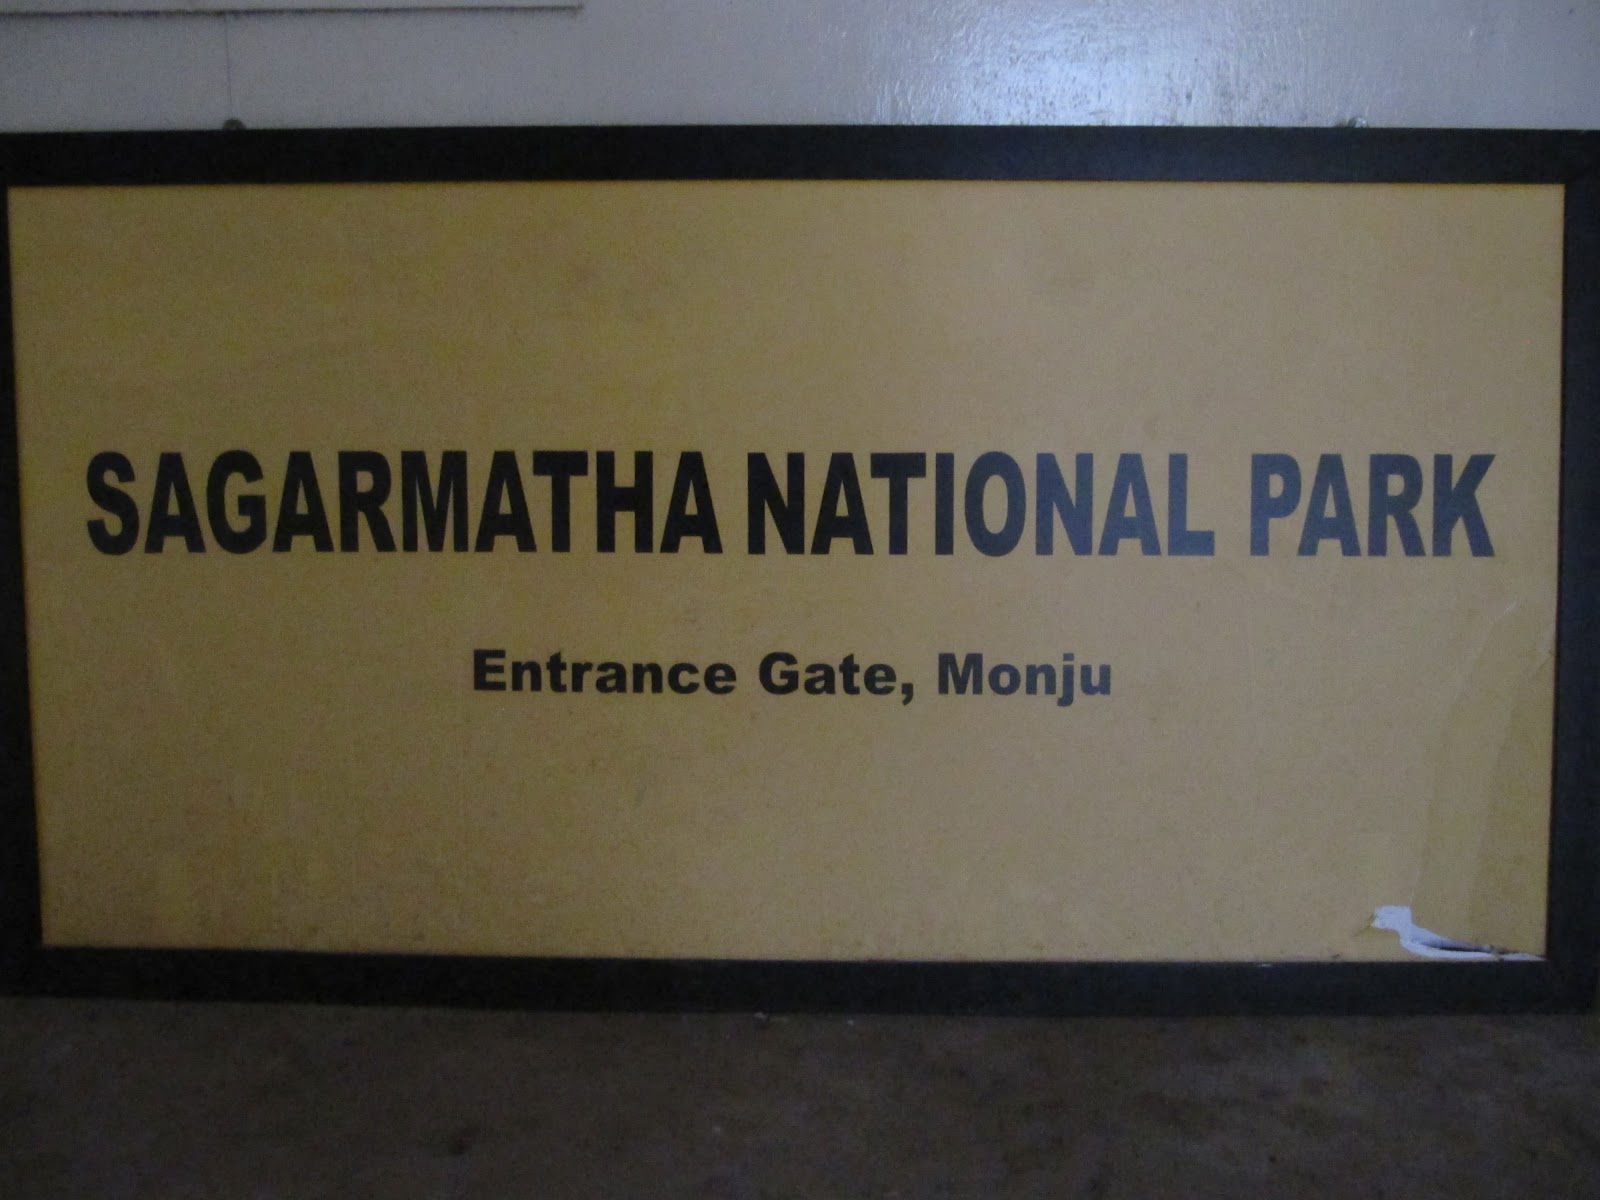 SAGARMATHA NATIONAL PARK
Entrance Gate, Monju